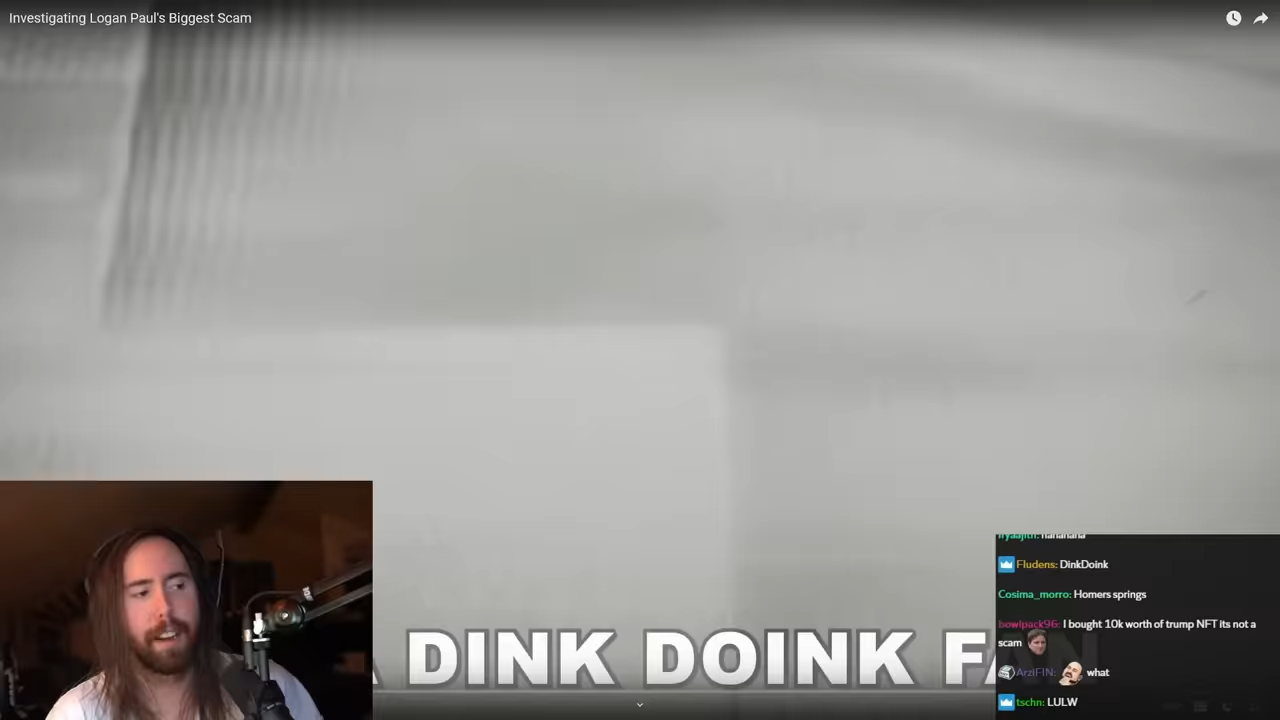 Investigating Logan Paul's Biggest Scam
Fludens: DinkDoink
Cosima_morro: Homers springs
bowlpack96: I bought 10k worth of trump NFT its not a
scam
ArziFIN: what
tschn: LULW
DINK DOINK